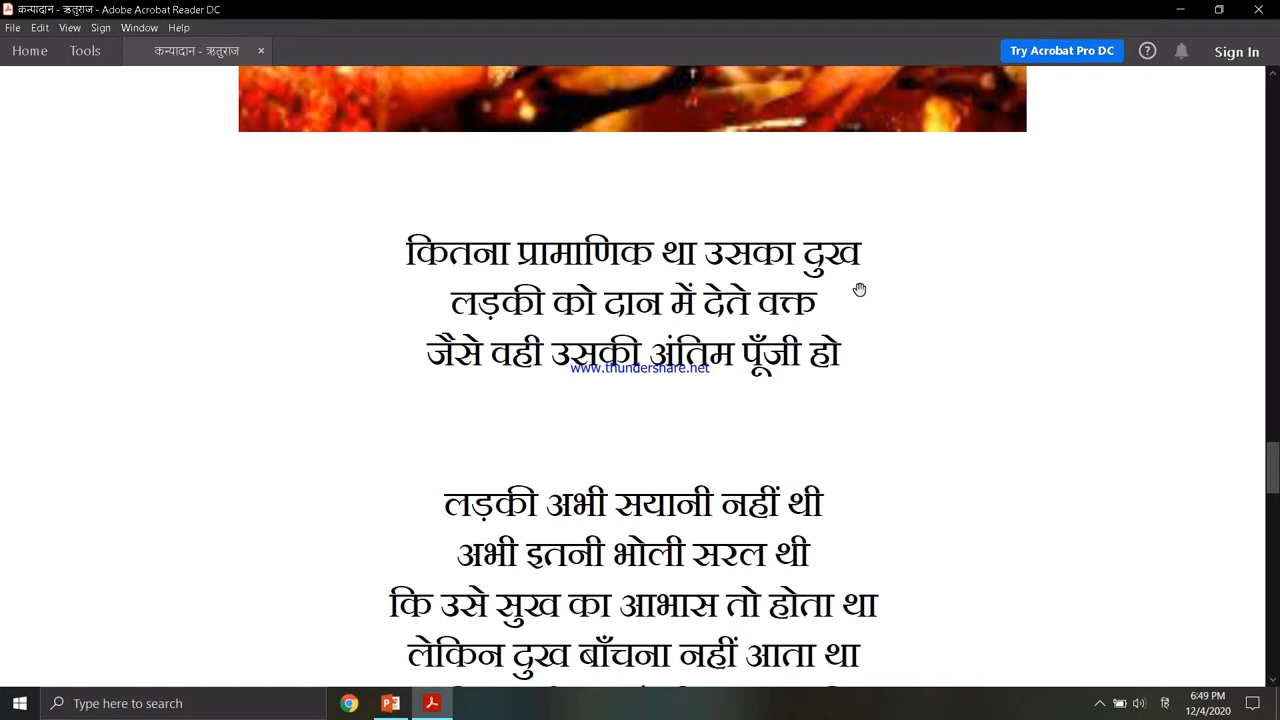 कन्यादान - ऋतुराज - Adobe Acrobat Reader DC
File Edit View Sign Window Help
Home Tools कन्यादान - ऋतुराज × Try Acrobat Pro DC Sign In
कितना प्रामाणिक था उसका दुख
लड़की को दान में देते वक्त
जैसे वही उसकी अंतिम पूँजी हो
www.thundershare.net
लड़की अभी सयानी नहीं थी
अभी इतनी भोली सरल थी
कि उसे सुख का आभास तो होता था
लेकिन दुख बाँचना नहीं आता था
Type here to search
हि
6:49 PM
12/4/2020